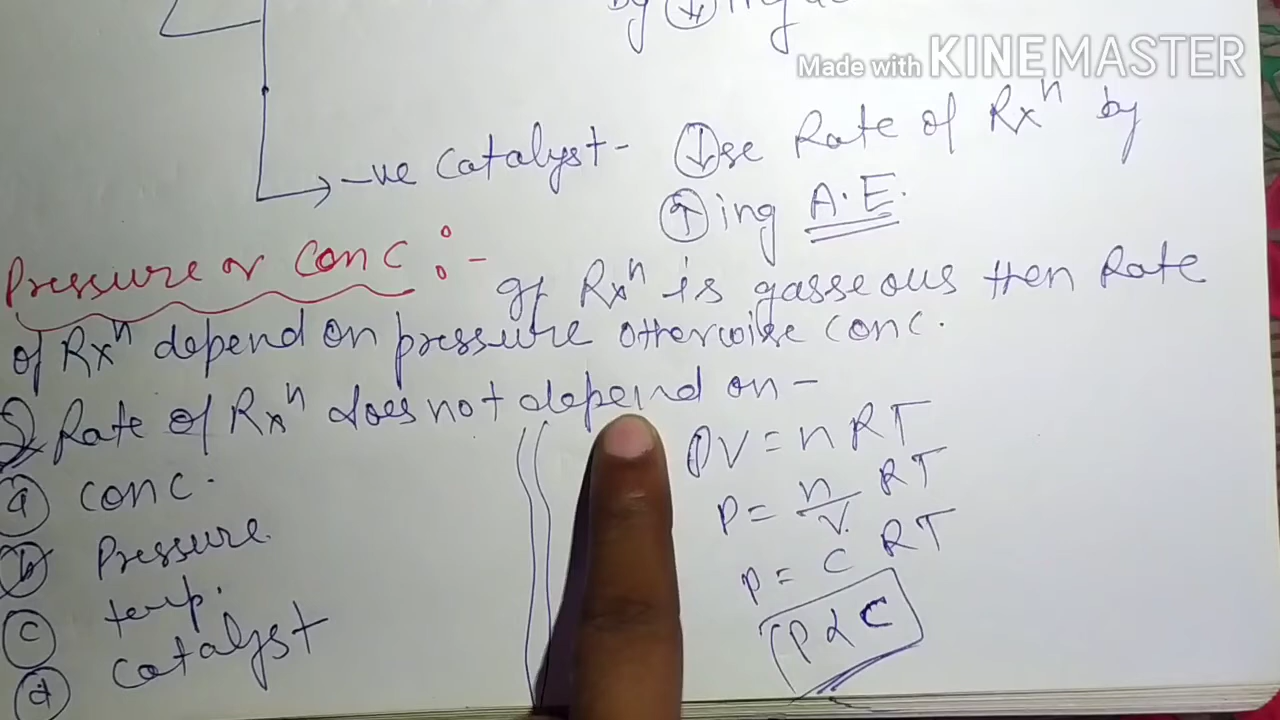 by ↓ing
Made with KINEMASTER
-ve catalyst- ↓se Rate of Rxⁿ by
↑ing A.E.
Pressure or Conc :- If Rxⁿ is gasseous then Rate
of Rxⁿ depend on pressure otherwise conc.
Q Rate of Rxⁿ does not depend on -
a conc.
b Pressure
c temp.
d catalyst
PV = nRT
P = n/V. RT
P = C RT
P α C